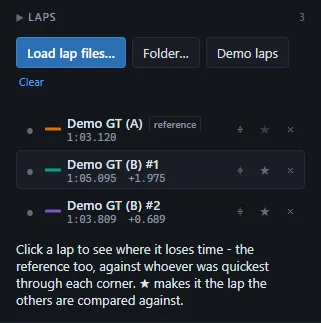 ▶ LAPS 3
Load lap files... Folder... Demo laps
Clear
Demo GT (A) reference
1:03.120
Demo GT (B) #1
1:05.095 +1.975
Demo GT (B) #2
1:03.809 +0.689
Click a lap to see where it loses time - the
reference too, against whoever was quickest
through each corner. ★ makes it the lap the
others are compared against.